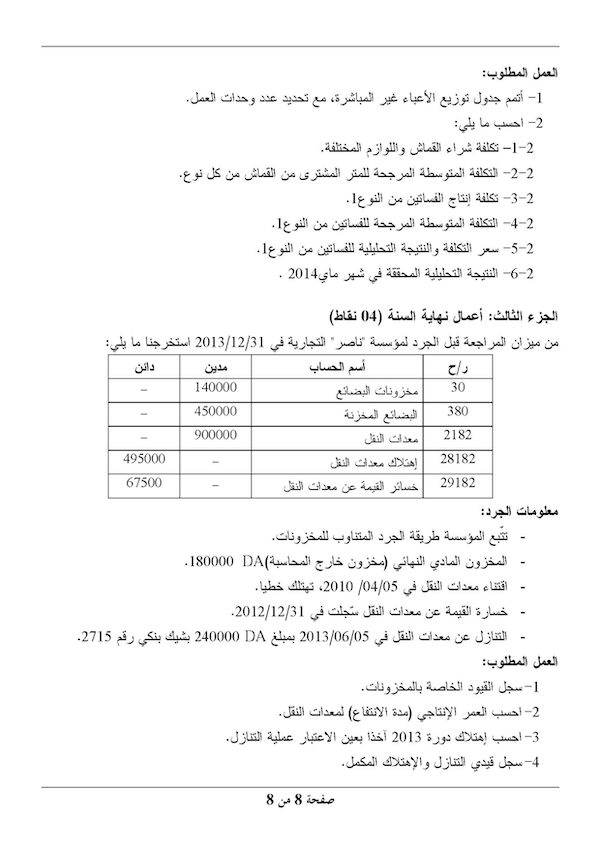 العمل المطلوب:
1- أتمم جدول توزيع الأعباء غير المباشرة، مع تحديد عدد وحدات العمل.
2- احسب ما يلي:
2-1- تكلفة شراء القماش واللوازم المختلفة.
2-2- التكلفة المتوسطة المرجحة للمتر المشترى من القماش من كل نوع.
2-3- تكلفة إنتاج الفساتين من النوع1.
2-4- التكلفة المتوسطة المرجحة للفساتين من النوع1.
2-5- سعر التكلفة والنتيجة التحليلية للفساتين من النوع1.
2-6- النتيجة التحليلية المحققة في شهر ماي2014 .
الجزء الثالث: أعمال نهاية السنة (04 نقاط)
من ميزان المراجعة قبل الجرد لمؤسسة "ناصر" التجارية في 2013/12/31 استخرجنا ما يلي:
ر/ح أسم الحساب مدين دائن
30 مخزونات البضائع 140000 –
380 البضائع المخزنة 450000 –
2182 معدات النقل 900000 –
28182 إهتلاك معدات النقل – 495000
29182 خسائر القيمة عن معدات النقل – 67500
معلومات الجرد:
- تتّبع المؤسسة طريقة الجرد المتناوب للمخزونات.
- المخزون المادي النهائي (مخزون خارج المحاسبة)180000 DA.
- اقتناء معدات النقل في 04/05/ 2010، تهتلك خطيا.
- خسارة القيمة عن معدات النقل سّجلت في 2012/12/31.
- التنازل عن معدات النقل في 2013/06/05 بمبلغ 240000 DA بشيك بنكي رقم 2715.
العمل المطلوب:
1-سجل القيود الخاصة بالمخزونات.
2-احسب العمر الإنتاجي (مدة الانتفاع) لمعدات النقل.
3-احسب إهتلاك دورة 2013 آخذا بعين الاعتبار عملية التنازل.
4-سجل قيدي التنازل والإهتلاك المكمل.
صفحة 8 من 8